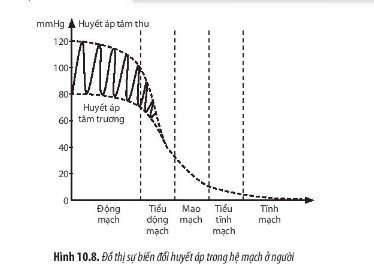 mmHg Huyết áp tâm thu
120
100
80
Huyết áp
tâm trương
60
40
20
0
Động mạch
Tiểu động mạch
Mao mạch
Tiểu tĩnh mạch
Tĩnh mạch
Hình 10.8. Đồ thị sự biến đổi huyết áp trong hệ mạch ở người